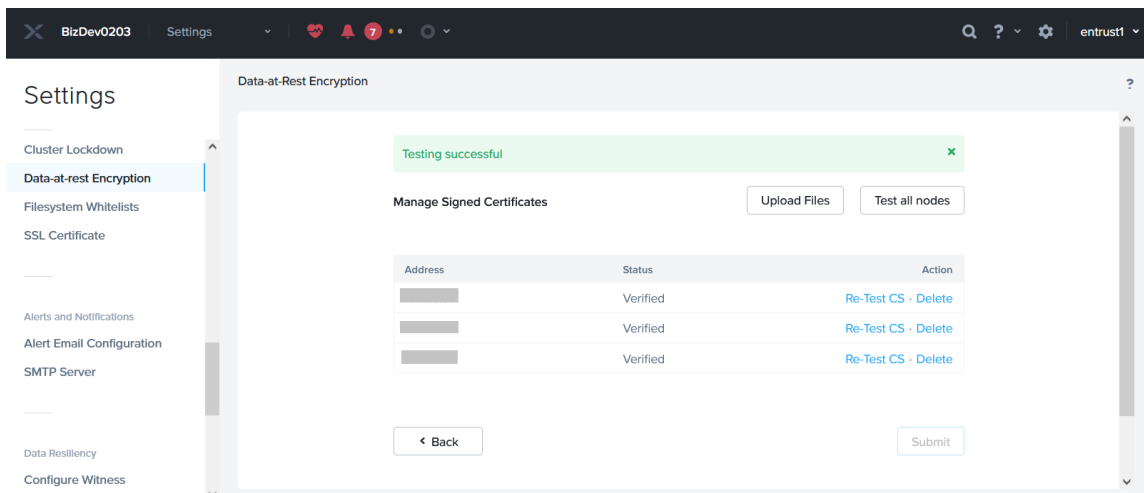 BizDev0203 Settings 7 ? entrust1
Settings
Cluster Lockdown
Data-at-rest Encryption
Filesystem Whitelists
SSL Certificate
Alerts and Notifications
Alert Email Configuration
SMTP Server
Data Resiliency
Configure Witness
Data-at-Rest Encryption ?
Testing successful ×
Manage Signed Certificates Upload Files Test all nodes
Address Status Action
Verified Re-Test CS · Delete
Verified Re-Test CS · Delete
Verified Re-Test CS · Delete
< Back Submit